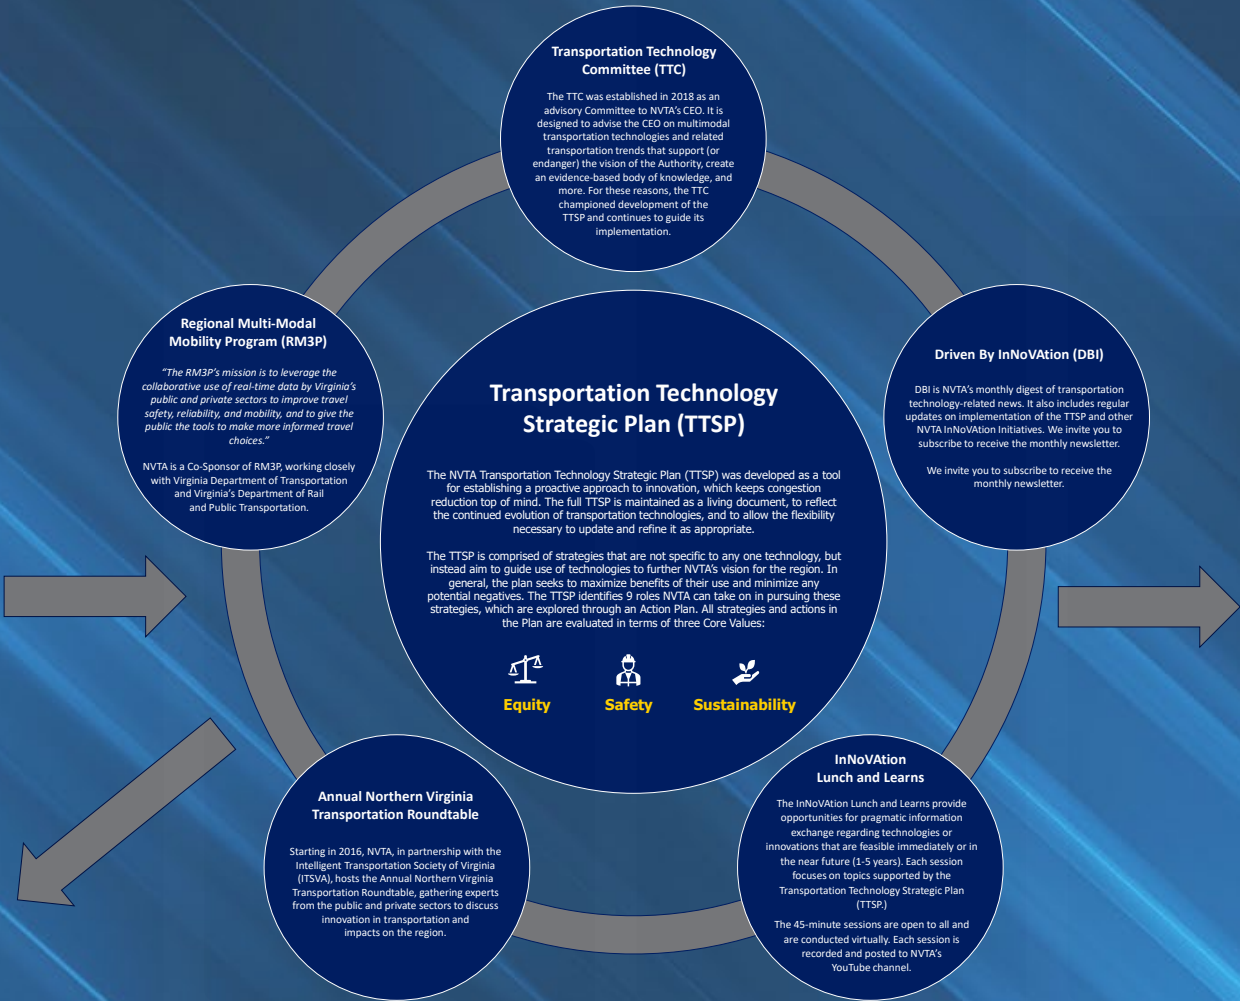 Transportation Technology
Committee (TTC)
The TTC was established in 2018 as an
advisory Committee to NVTA's CEO. It is
designed to advise the CEO on multimodal
transportation technologies and related
transportation trends that support (or
endanger) the vision of the Authority, create
an evidence-based body of knowledge, and
more. For these reasons, the TTC
championed development of the
TTSP and continues to guide its
implementation.
Regional Multi-Modal
Mobility Program (RM3P)
"The RM3P's mission is to leverage the
collaborative use of real-time data by Virginia's
public and private sectors to improve travel
safety, reliability, and mobility, and to give the
public the tools to make more informed travel
choices."
NVTA is a Co-Sponsor of RM3P, working closely
with Virginia Department of Transportation
and Virginia's Department of Rail
and Public Transportation.
Driven By InNoVAtion (DBI)
DBI is NVTA's monthly digest of transportation
technology-related news. It also includes regular
updates on implementation of the TTSP and other
NVTA InNoVAtion Initiatives. We invite you to
subscribe to receive the monthly newsletter.
We invite you to subscribe to receive the
monthly newsletter.
Transportation Technology
Strategic Plan (TTSP)
The NVTA Transportation Technology Strategic Plan (TTSP) was developed as a tool
for establishing a proactive approach to innovation, which keeps congestion
reduction top of mind. The full TTSP is maintained as a living document, to reflect
the continued evolution of transportation technologies, and to allow the flexibility
necessary to update and refine it as appropriate.
The TTSP is comprised of strategies that are not specific to any one technology, but
instead aim to guide use of technologies to further NVTA's vision for the region. In
general, the plan seeks to maximize benefits of their use and minimize any
potential negatives. The TTSP identifies 9 roles NVTA can take on in pursuing these
strategies, which are explored through an Action Plan. All strategies and actions in
the Plan are evaluated in terms of three Core Values:
Equity
Safety
Sustainability
Annual Northern Virginia
Transportation Roundtable
Starting in 2016, NVTA, in partnership with the
Intelligent Transportation Society of Virginia
(ITSVA), hosts the Annual Northern Virginia
Transportation Roundtable, gathering experts
from the public and private sectors to discuss
innovation in transportation and
impacts on the region.
InNoVAtion
Lunch and Learns
The InNoVAtion Lunch and Learns provide
opportunities for pragmatic information
exchange regarding technologies or
innovations that are feasible immediately or in
the near future (1-5 years). Each session
focuses on topics supported by the
Transportation Technology Strategic Plan
(TTSP.)
The 45-minute sessions are open to all and
are conducted virtually. Each session is
recorded and posted to NVTA's
YouTube channel.